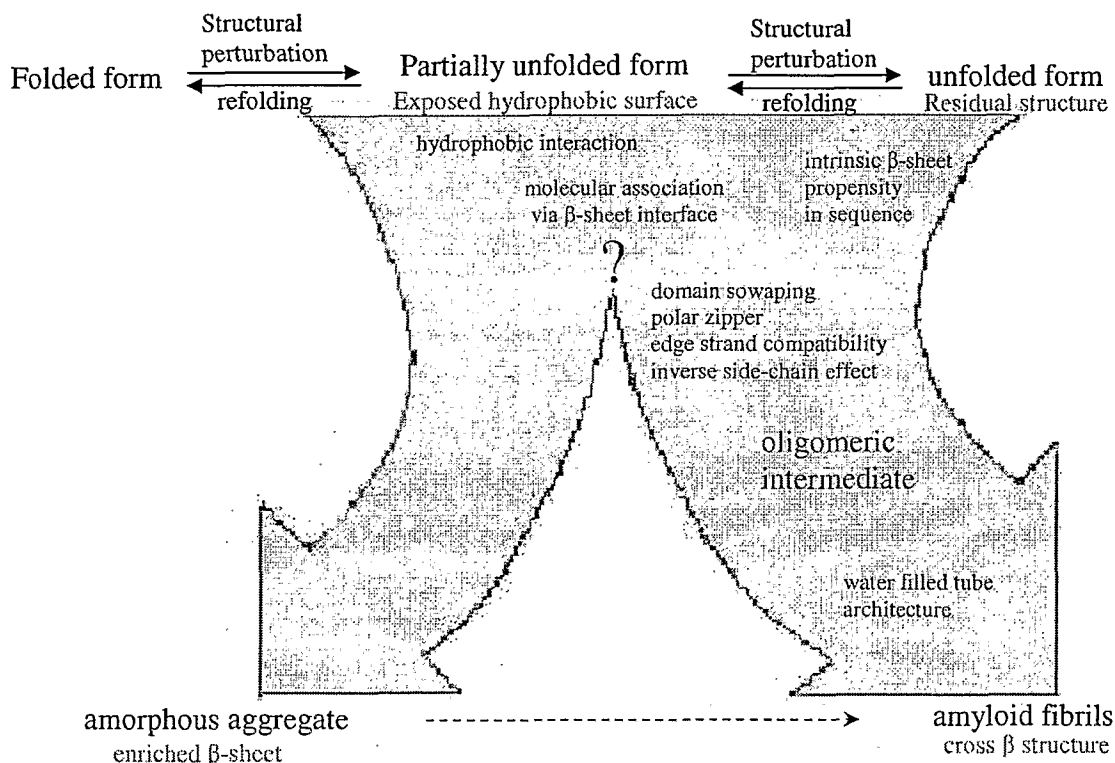 Structural
perturbation
Folded form
refolding
Partially unfolded form
Exposed hydrophobic surface
Structural
perturbation
refolding
unfolded form
Residual structure
hydrophobic interaction
molecular association
via β-sheet interface
intrinsic β-sheet
propensity
in sequence
?
domain sowaping
polar zipper
edge strand compatibility
inverse side-chain effect
oligomeric
intermediate
water filled tube
architecture
amorphous aggregate
enriched β-sheet
amyloid fibrils
cross β structure